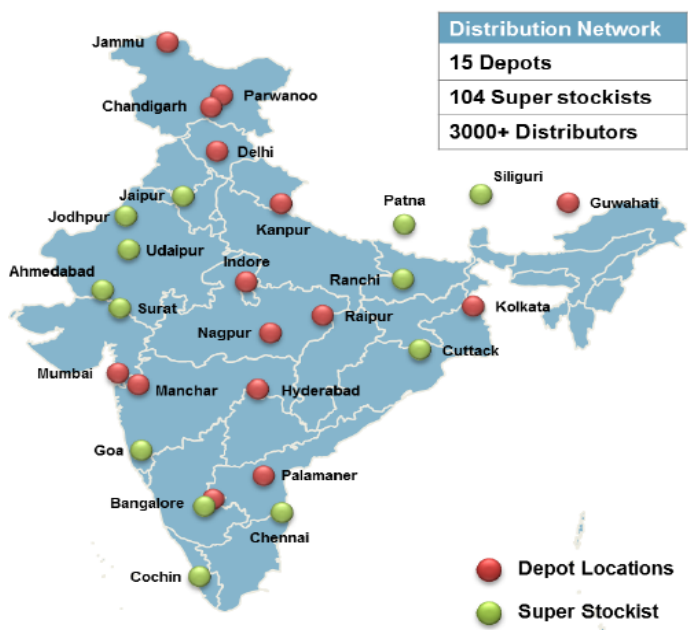 Distribution Network
15 Depots
104 Super stockists
3000+ Distributors
Jammu
Parwanoo
Chandigarh
Delhi
Siliguri
Jaipur
Patna
Guwahati
Jodhpur
Kanpur
Udaipur
Indore
Ahmedabad
Ranchi
Surat
Raipur
Kolkata
Nagpur
Cuttack
Mumbai
Manchar
Hyderabad
Goa
Palamaner
Bangalore
Chennai
Cochin
Depot Locations
Super Stockist